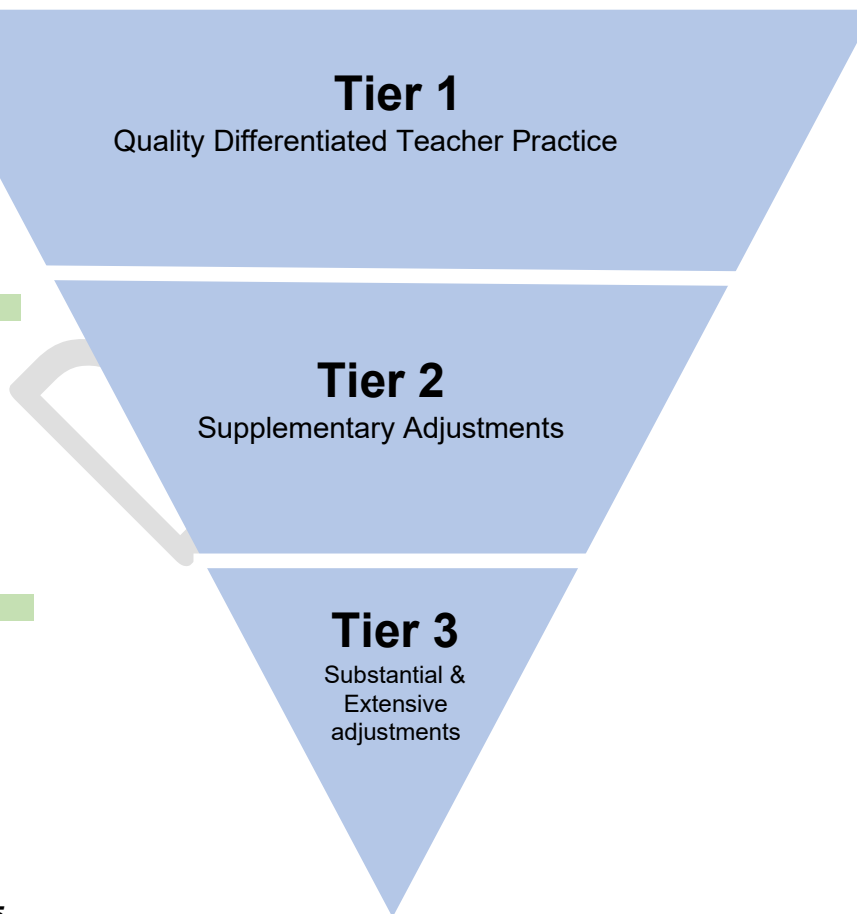 Tier 1
Quality Differentiated Teacher Practice
Tier 2
Supplementary Adjustments
Tier 3
Substantial &
Extensive
adjustments